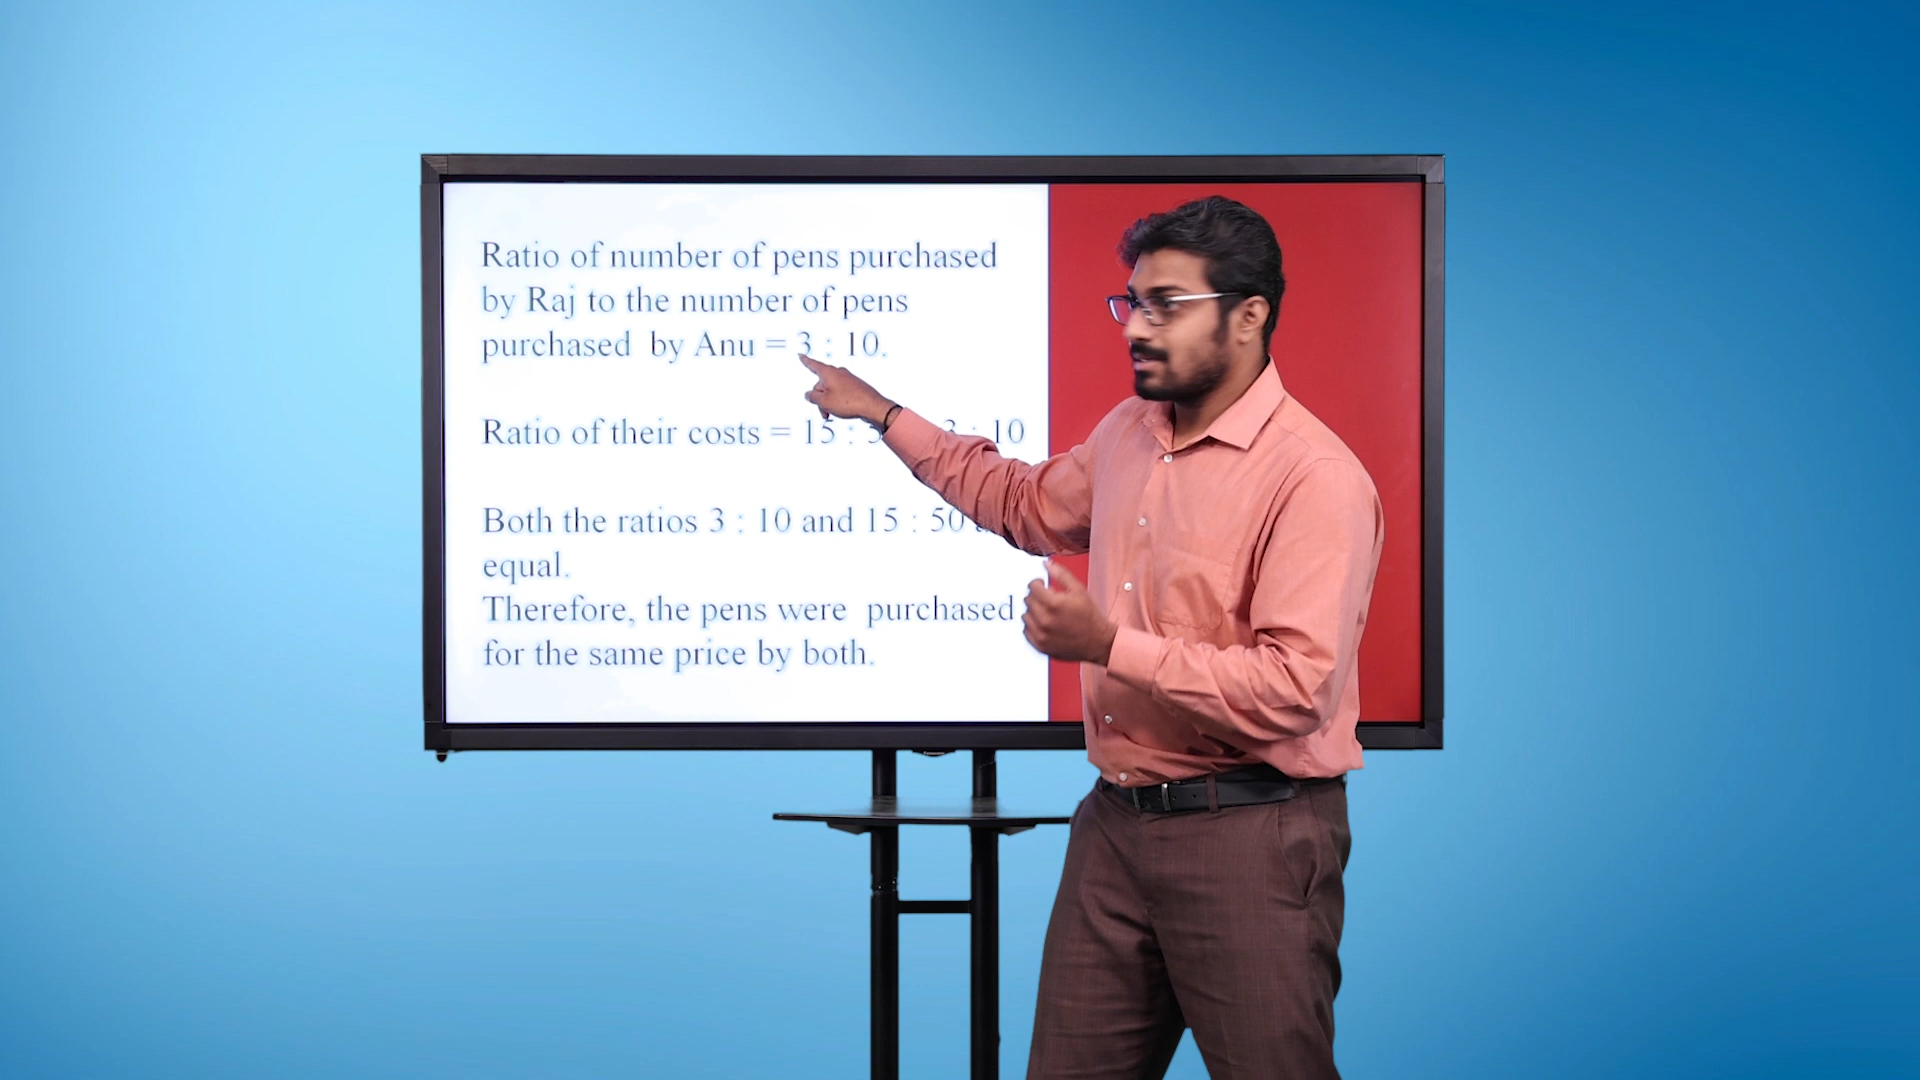 Ratio of number of pens purchased
by Raj to the number of pens
purchased by Anu = 3 : 10.
Ratio of their costs = 15 : 3 : 10
Both the ratios 3 : 10 and 15 : 50
equal.
Therefore, the pens were purchased
for the same price by both.